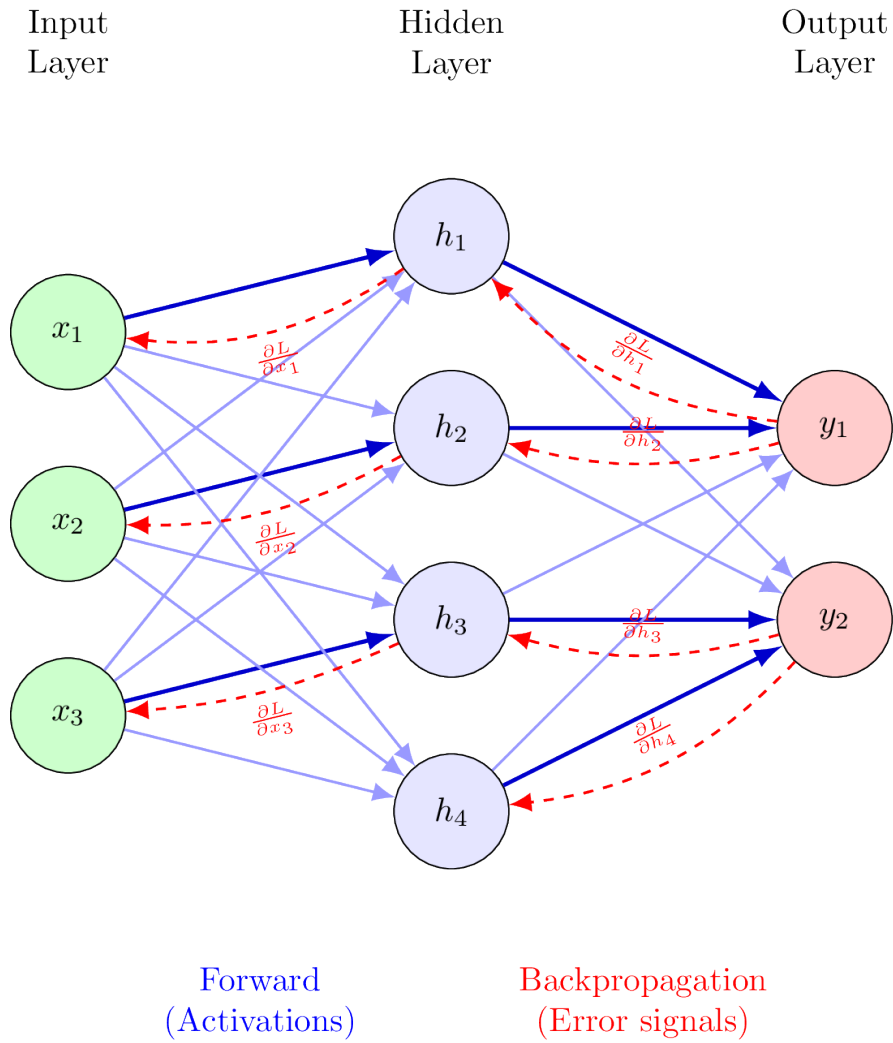 Input
Layer
Hidden
Layer
Output
Layer
h₁
x₁
∂L/∂x₁
∂L/∂h₁
h₂
∂L/∂h₂
y₁
x₂
∂L/∂x₂
h₃
∂L/∂h₃
y₂
x₃
∂L/∂x₃
∂L/∂h₄
h₄
Forward
(Activations)
Backpropagation
(Error signals)